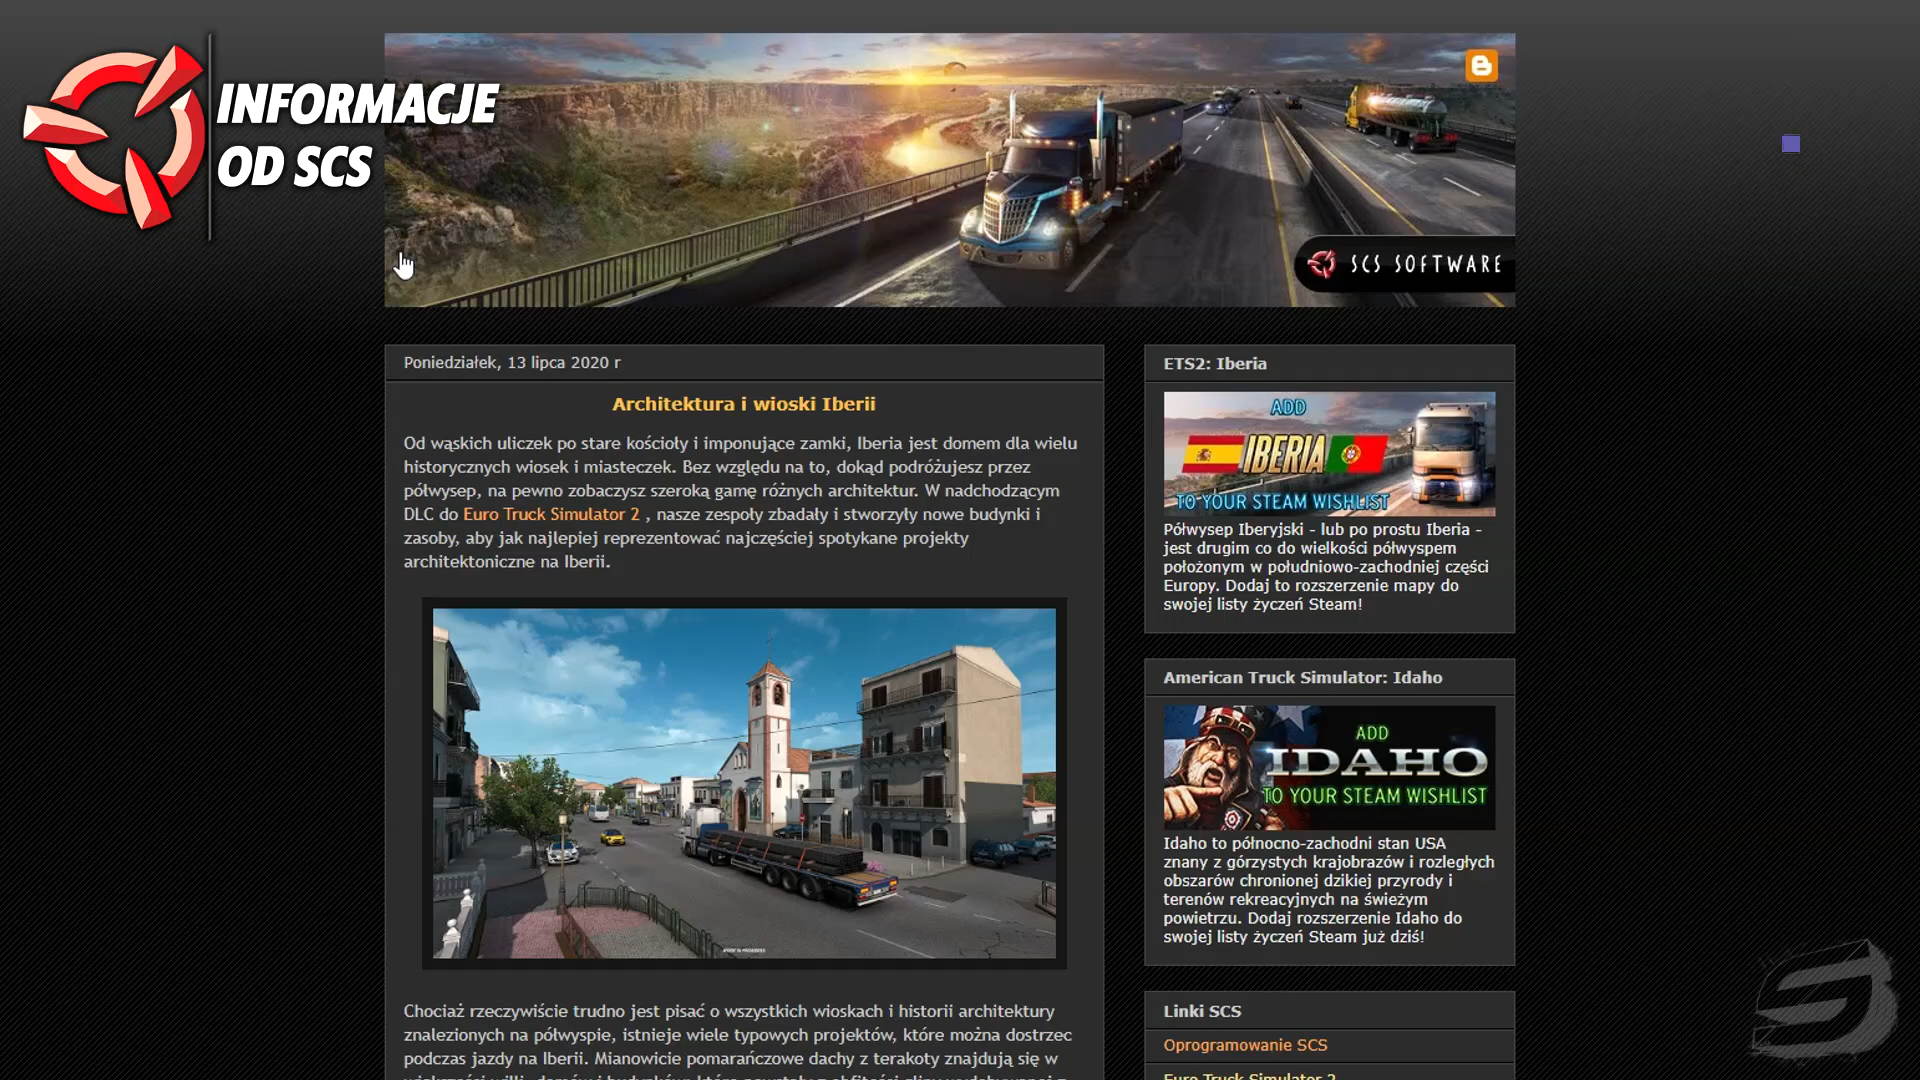 INFORMACJE
OD SCS
SCS SOFTWARE
Poniedziałek, 13 lipca 2020 r
Architektura i wioski Iberii
Od wąskich uliczek po stare kościoły i imponujące zamki, Iberia jest domem dla wielu
historycznych wiosek i miasteczek. Bez względu na to, dokąd podróżujesz przez
półwysep, na pewno zobaczysz szeroką gamę różnych architektur. W nadchodzącym
DLC do Euro Truck Simulator 2 , nasze zespoły zbadały i stworzyły nowe budynki i
zasoby, aby jak najlepiej reprezentować najczęściej spotykane projekty
architektoniczne na Iberii.
Chociaż rzeczywiście trudno jest pisać o wszystkich wioskach i historii architektury
znalezionych na półwyspie, istnieje wiele typowych projektów, które można dostrzec
podczas jazdy na Iberii. Mianowicie pomarańczowe dachy z terakoty znajdują się w
ETS2: Iberia
ADD
IBERIA
TO YOUR STEAM WISHLIST
Półwysep Iberyjski - lub po prostu Iberia -
jest drugim co do wielkości półwyspem
położonym w południowo-zachodniej części
Europy. Dodaj to rozszerzenie mapy do
swojej listy życzeń Steam!
American Truck Simulator: Idaho
ADD
IDAHO
TO YOUR STEAM WISHLIST
Idaho to północno-zachodni stan USA
znany z górzystych krajobrazów i rozległych
obszarów chronionej dzikiej przyrody i
terenów rekreacyjnych na świeżym
powietrzu. Dodaj rozszerzenie Idaho do
swojej listy życzeń Steam już dziś!
Linki SCS
Oprogramowanie SCS
Euro Truck Simulator 2